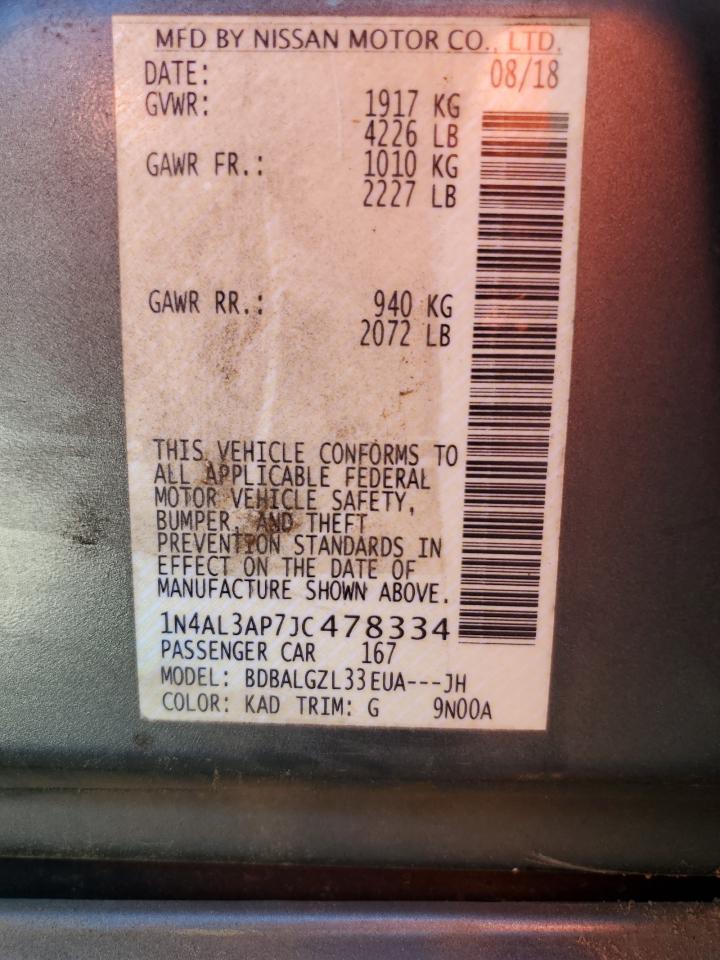 MFD BY NISSAN MOTOR CO., LTD.
DATE: 08/18
GVWR: 1917 KG
4226 LB
GAWR FR.: 1010 KG
2227 LB
GAWR RR.: 940 KG
2072 LB
THIS VEHICLE CONFORMS TO
ALL APPLICABLE FEDERAL
MOTOR VEHICLE SAFETY,
BUMPER, AND THEFT
PREVENTION STANDARDS IN
EFFECT ON THE DATE OF
MANUFACTURE SHOWN ABOVE.
1N4AL3AP7JC478334
PASSENGER CAR 167
MODEL: BDBALGZL33EUA---JH
COLOR: KAD TRIM: G 9N00A